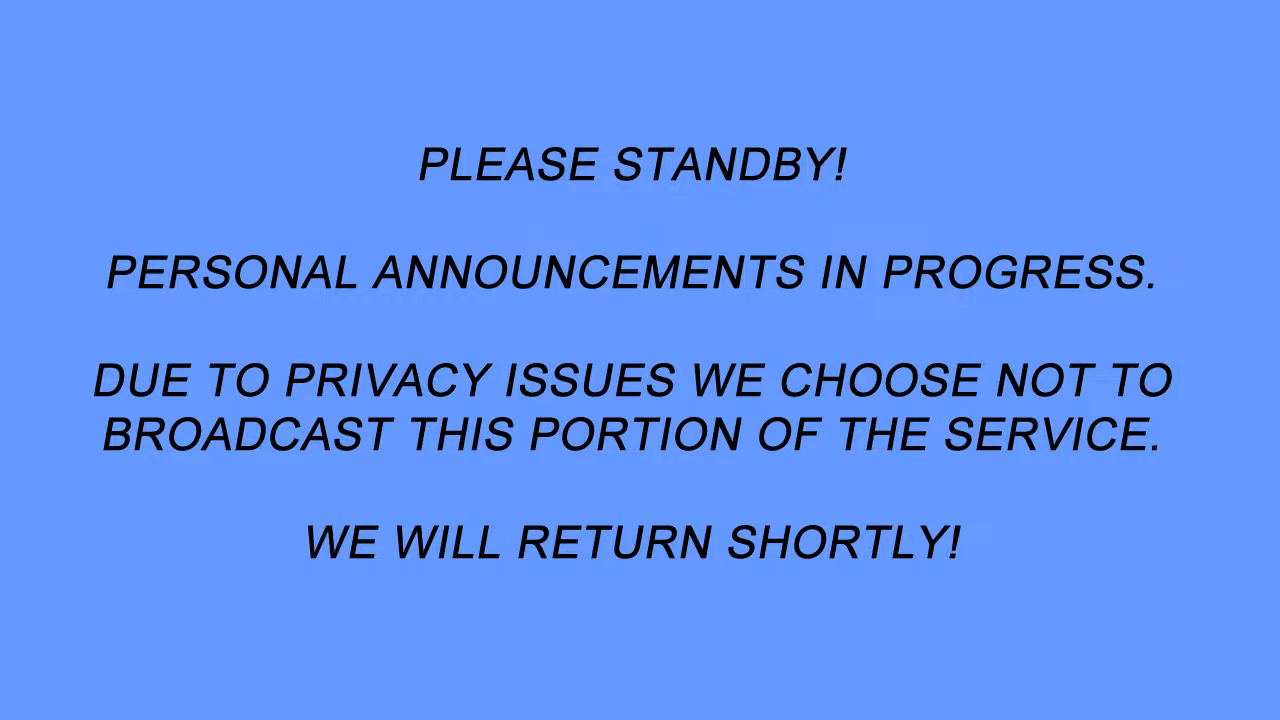 PLEASE STANDBY!
PERSONAL ANNOUNCEMENTS IN PROGRESS.
DUE TO PRIVACY ISSUES WE CHOOSE NOT TO
BROADCAST THIS PORTION OF THE SERVICE.
WE WILL RETURN SHORTLY!